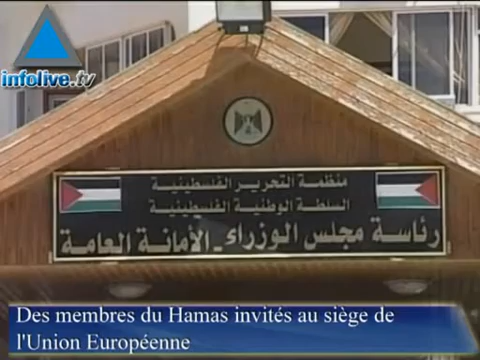 infolive.tv
منظمة التحرير الفلسطينية
السلطة الوطنية الفلسطينية
رئاسة مجلس الوزراء - الأمانة العامة
Des membres du Hamas invités au siège de
l'Union Européenne